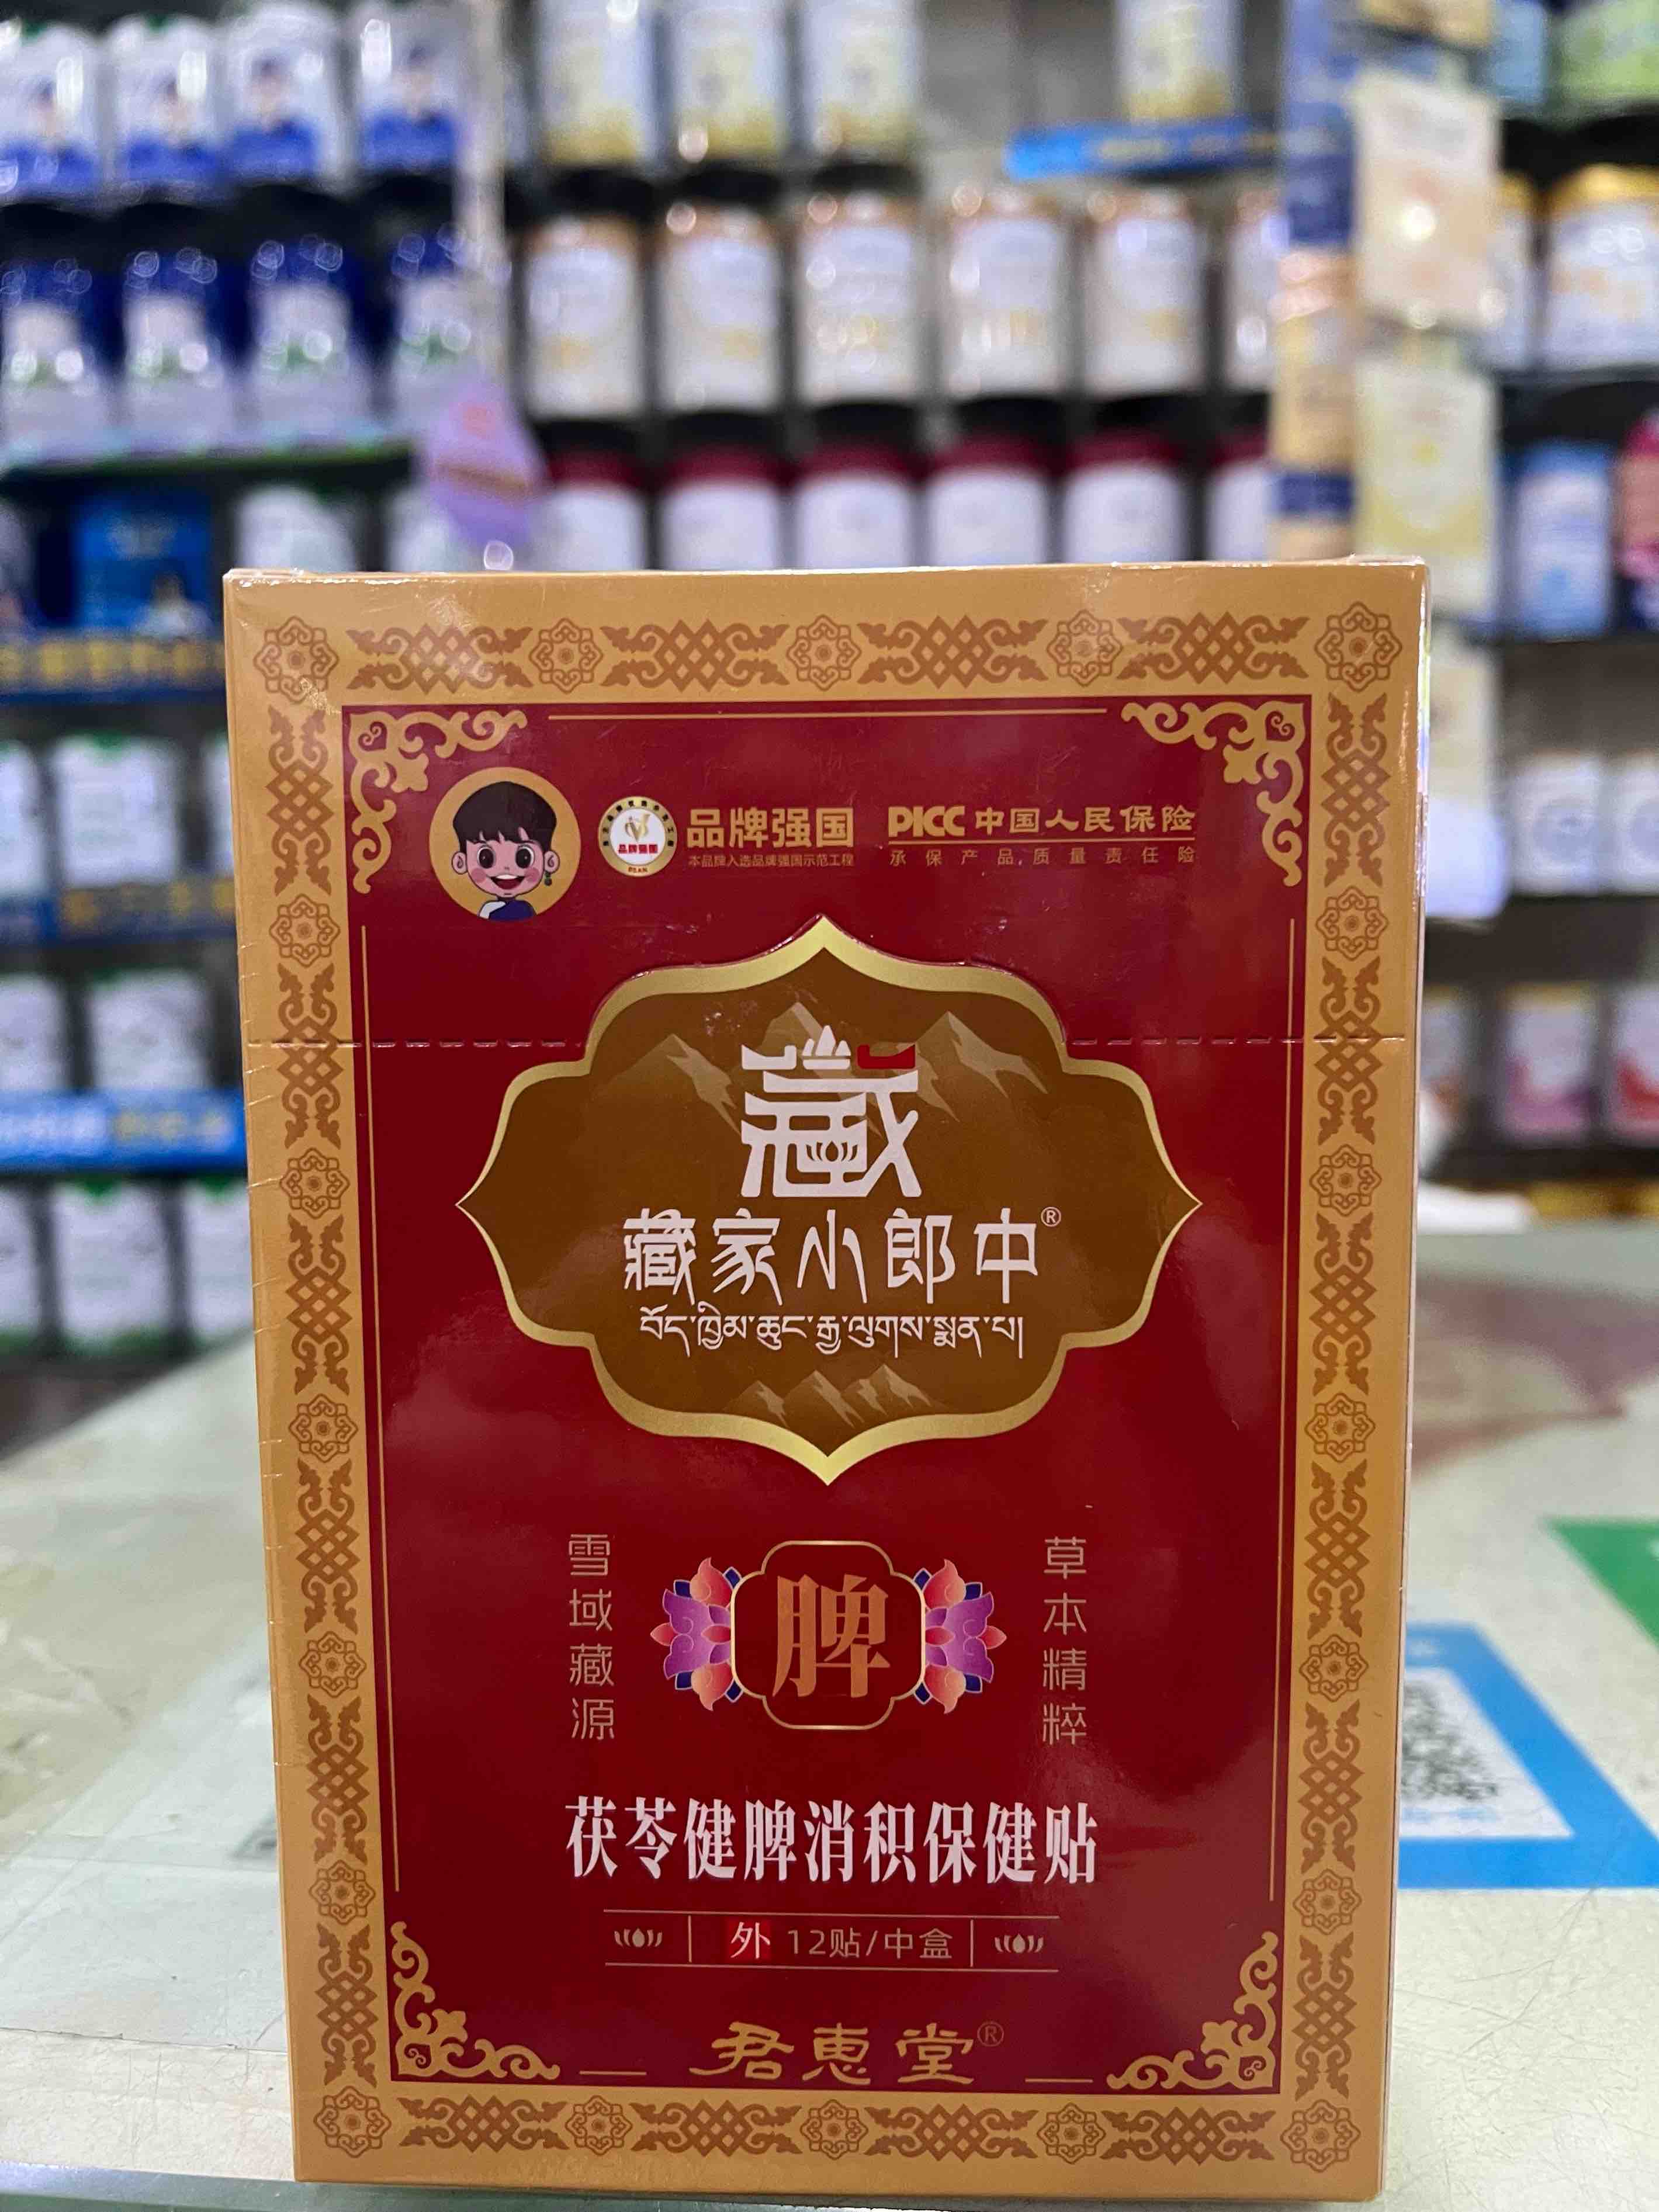 品牌强国
本品牌入选品牌强国示范工程
PICC 中国人民保险
承保产品质量责任险
藏
藏家小郎中®
བོད་ཁྱིམ་ཆུང་རྒྱ་ལུགས་སྨན་པ།
雪域藏源
脾
草本精粹
茯苓健脾消积保健贴
外 12贴/中盒
君惠堂®